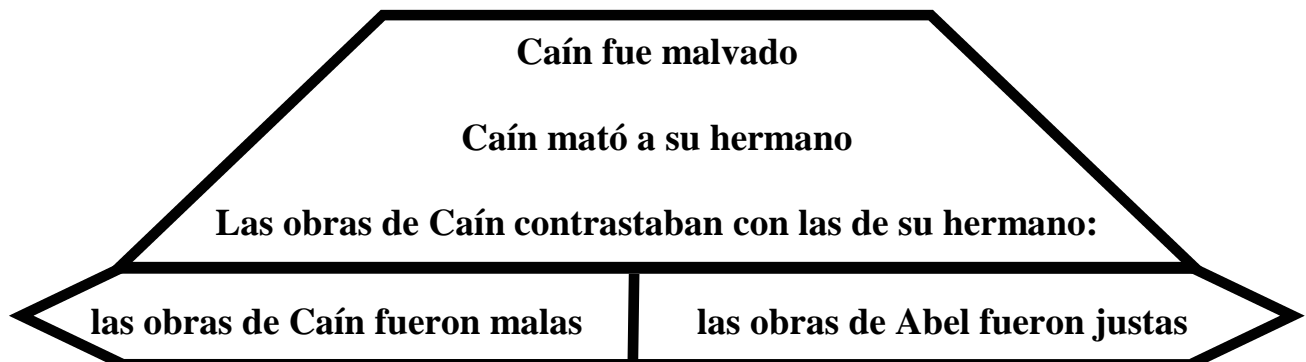 Caín fue malvado
Caín mató a su hermano
Las obras de Caín contrastaban con las de su hermano:
las obras de Caín fueron malas
las obras de Abel fueron justas